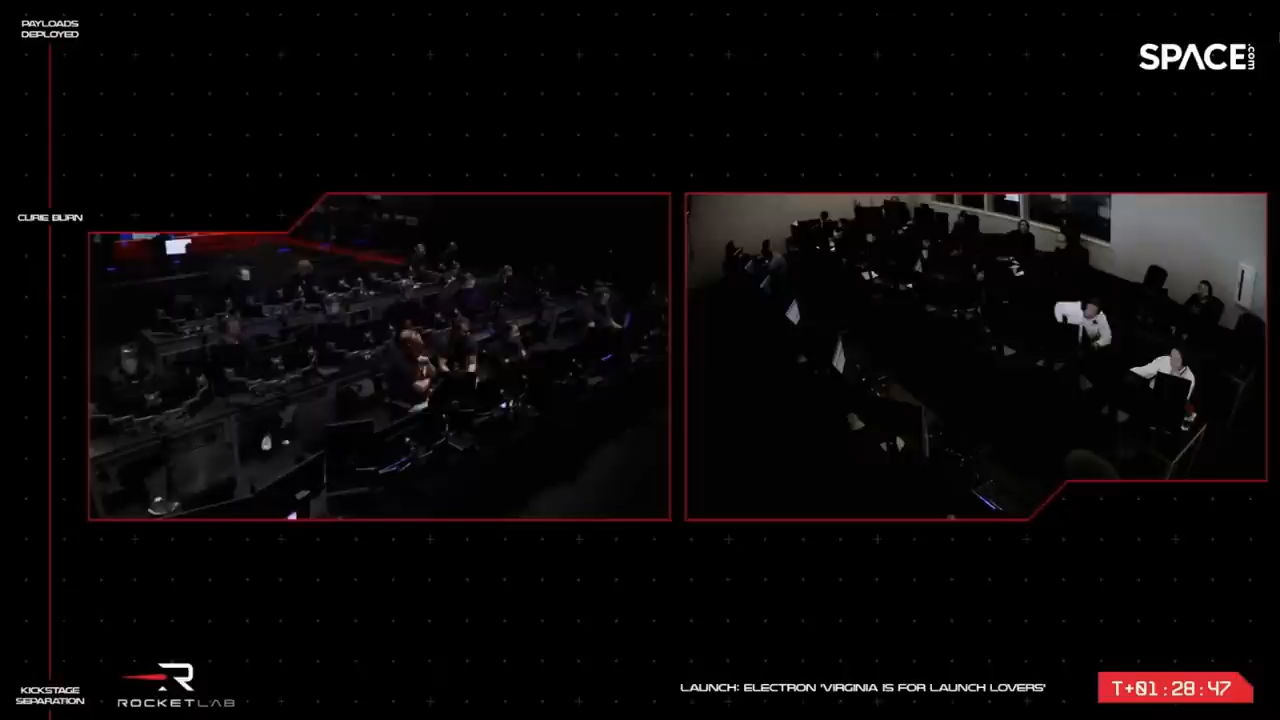 PAYLOADS
DEPLOYED
SPACE.com
CURIE BURN
KICKSTAGE
SEPARATION
ROCKETLAB
LAUNCH: ELECTRON 'VIRGINIA IS FOR LAUNCH LOVERS'
T+01:28:47